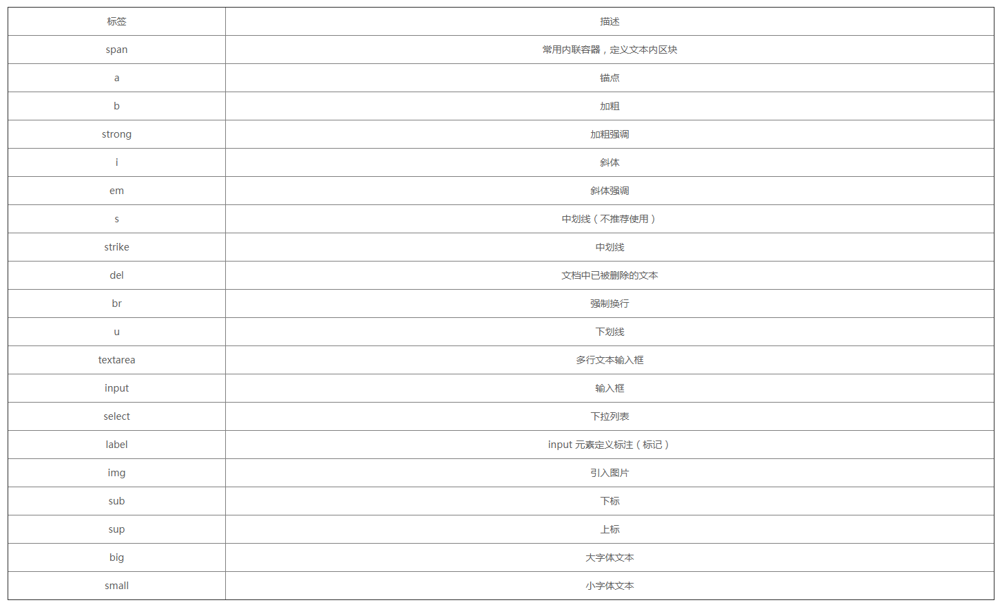 标签 描述
span 常用内联容器，定义文本内区块
a 锚点
b 加粗
strong 加粗强调
i 斜体
em 斜体强调
s 中划线（不推荐使用）
strike 中划线
del 文档中已被删除的文本
br 强制换行
u 下划线
textarea 多行文本输入框
input 输入框
select 下拉列表
label input 元素定义标注（标记）
img 引入图片
sub 下标
sup 上标
big 大字体文本
small 小字体文本